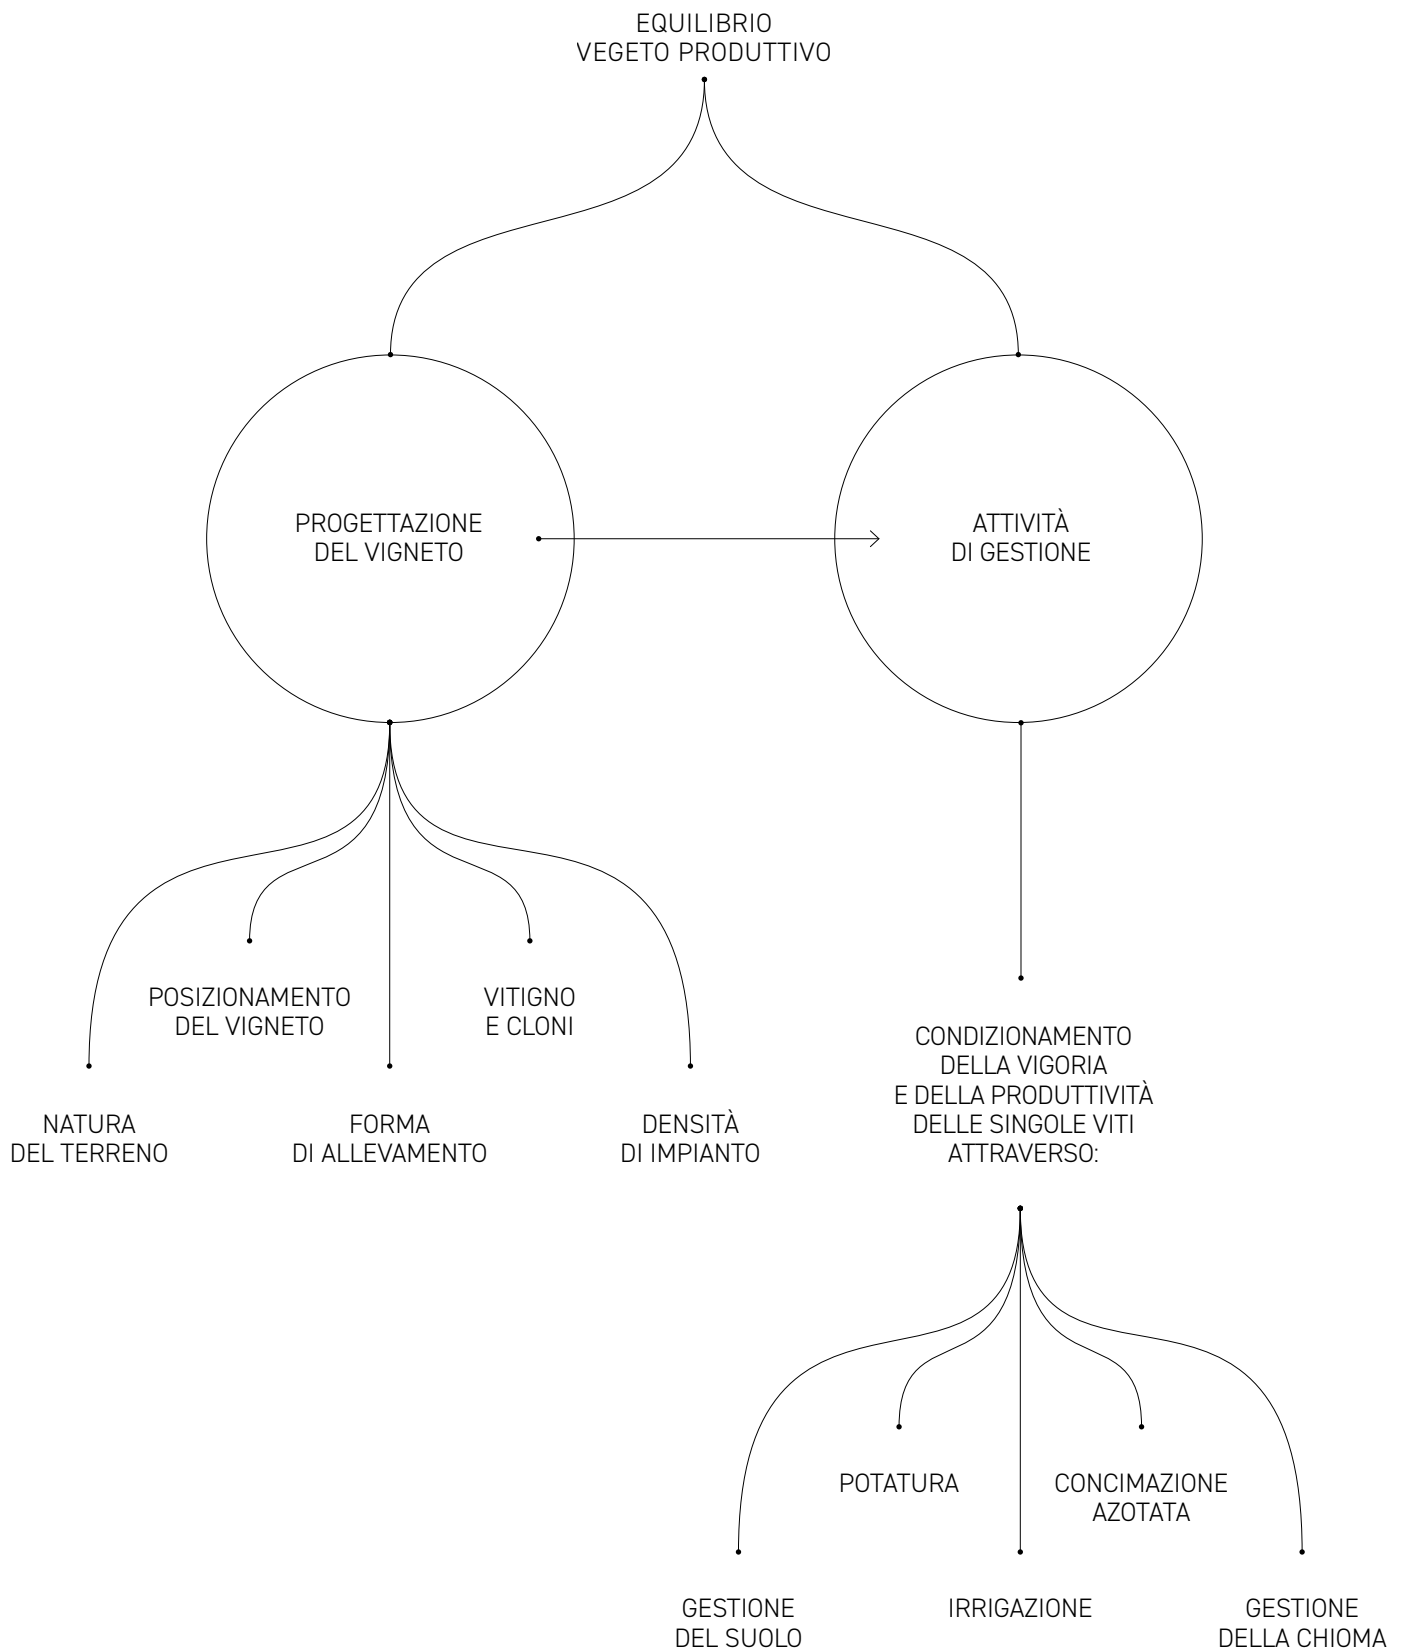 EQUILIBRIO
VEGETO PRODUTTIVO
PROGETTAZIONE
DEL VIGNETO
ATTIVITÀ
DI GESTIONE
POSIZIONAMENTO
DEL VIGNETO
VITIGNO
E CLONI
NATURA
DEL TERRENO
FORMA
DI ALLEVAMENTO
DENSITÀ
DI IMPIANTO
CONDIZIONAMENTO
DELLA VIGORIA
E DELLA PRODUTTIVITÀ
DELLE SINGOLE VITI
ATTRAVERSO:
POTATURA
CONCIMAZIONE
AZOTATA
GESTIONE
DEL SUOLO
IRRIGAZIONE
GESTIONE
DELLA CHIOMA